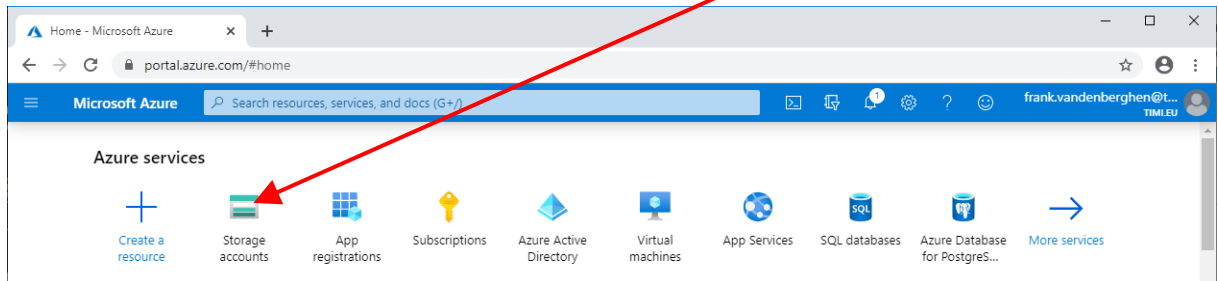 Home - Microsoft Azure
portal.azure.com/#home
Microsoft Azure
Search resources, services, and docs (G+/)
1
frank.vandenberghen@t...
TIMI.EU
Azure services
Create a
resource
Storage
accounts
App
registrations
Subscriptions
Azure Active
Directory
Virtual
machines
App Services
SQL
SQL databases
Azure Database
for PostgreS...
More services